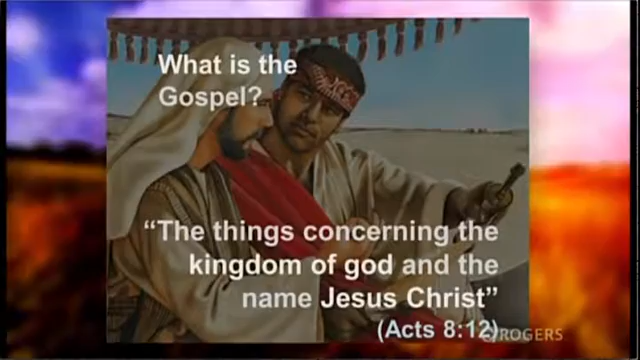 What is the
Gospel?
“The things concerning the
kingdom of god and the
name Jesus Christ”
(Acts 8:12)
ROGERS